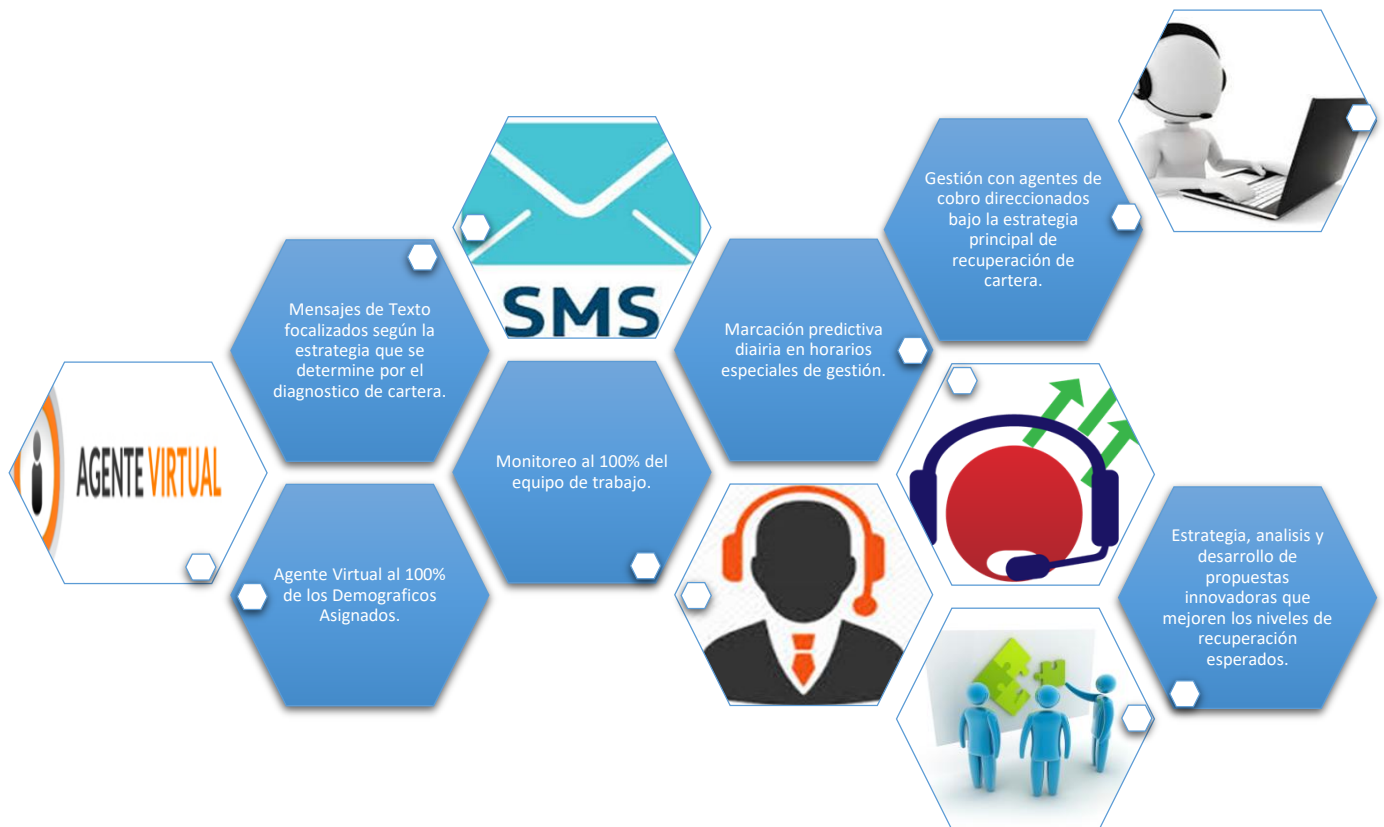 AGENTE VIRTUAL
Mensajes de Texto
focalizados según la
estrategia que se
determine por el
diagnostico de cartera.
Agente Virtual al 100%
de los Demograficos
Asignados.
SMS
Monitoreo al 100% del
equipo de trabajo.
Marcación predictiva
diairia en horarios
especiales de gestión.
Gestión con agentes de
cobro direccionados
bajo la estrategia
principal de
recuperación de
cartera.
Estrategia, analisis y
desarrollo de
propuestas
innovadoras que
mejoren los niveles de
recuperación
esperados.